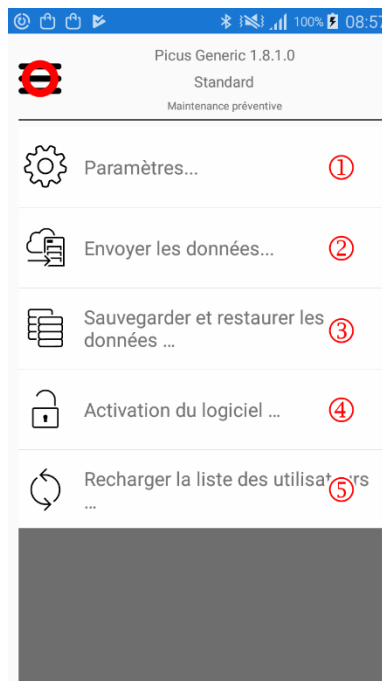 100% 08:57
Picus Generic 1.8.1.0
Standard
Maintenance préventive
Paramètres... ①
Envoyer les données... ②
Sauvegarder et restaurer les
données ... ③
Activation du logiciel ... ④
Recharger la liste des utilisateurs
... ⑤